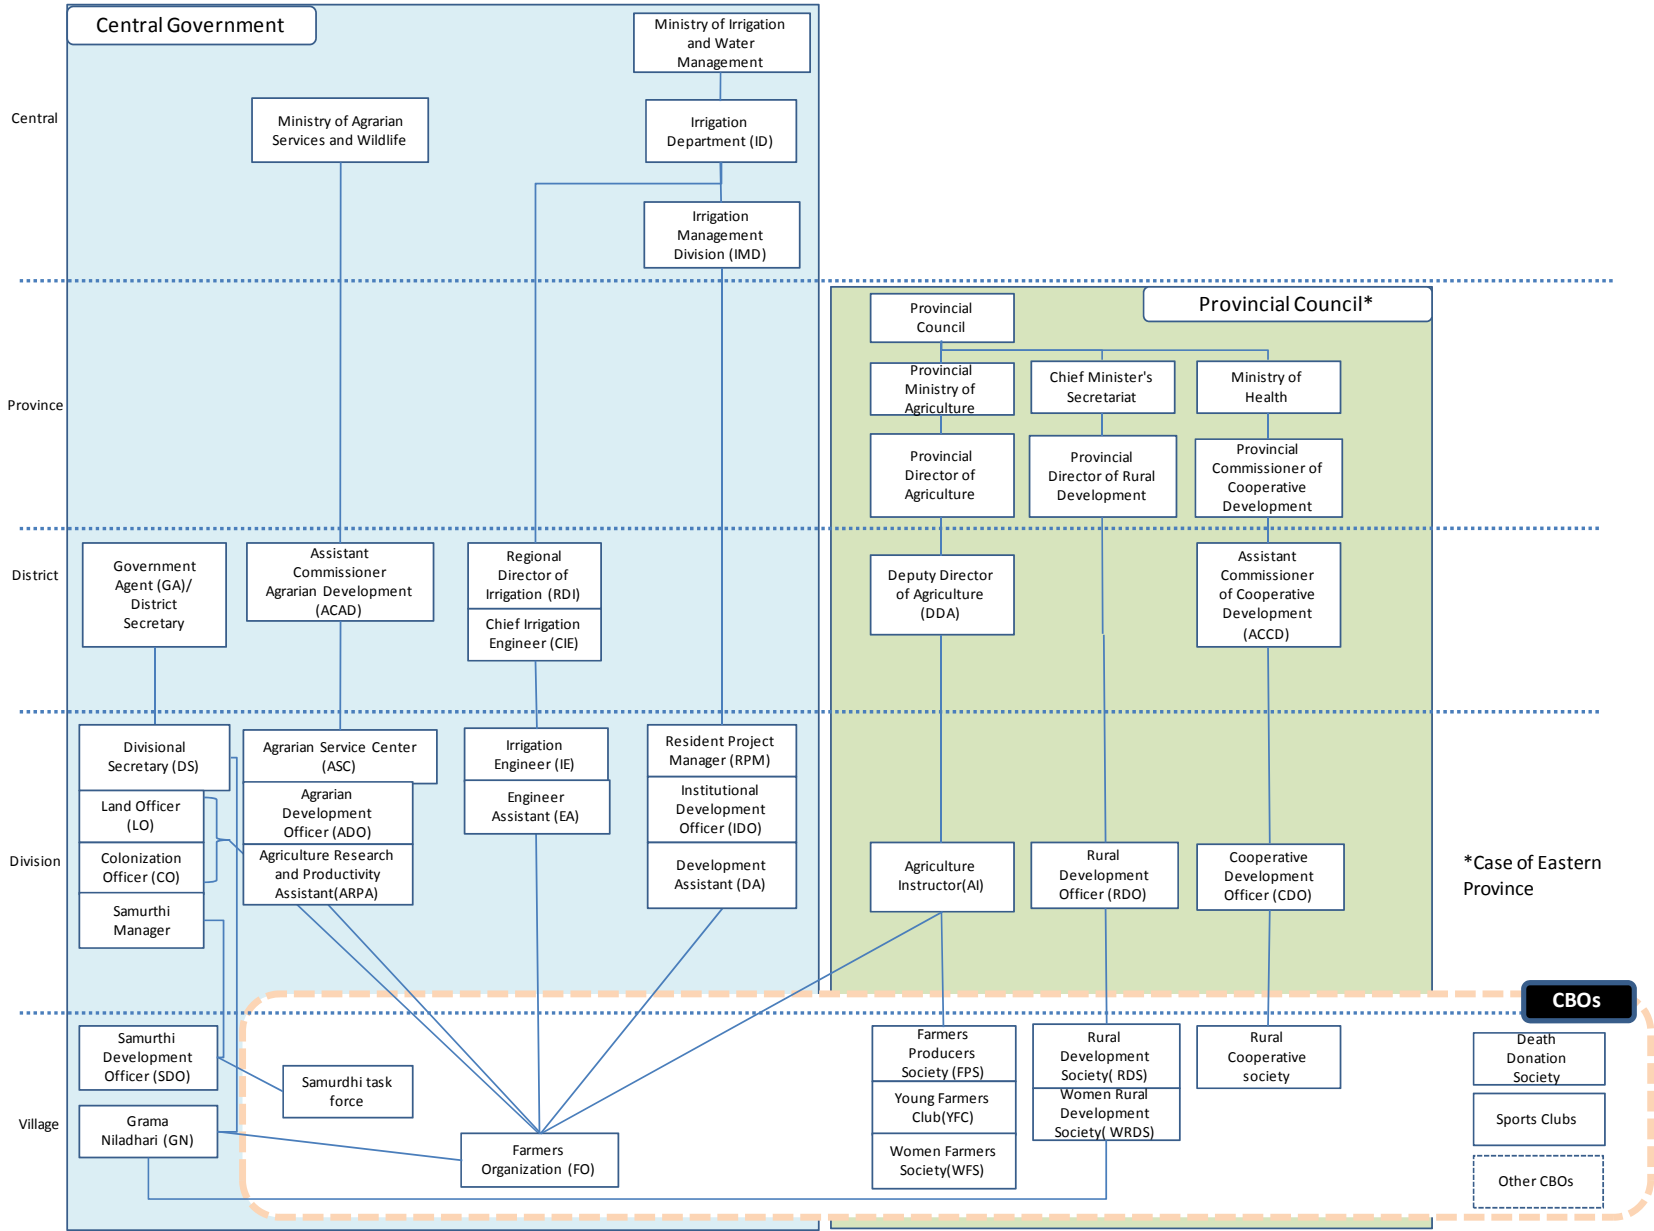 Central Government
Ministry of Irrigation
and Water
Management
Central
Ministry of Agrarian
Services and Wildlife
Irrigation
Department (ID)
Irrigation
Management
Division (IMD)
Provincial Council*
Provincial
Council
Province
Provincial
Ministry of
Agriculture
Chief Minister's
Secretariat
Ministry of
Health
Provincial
Director of
Agriculture
Provincial
Director of Rural
Development
Provincial
Commissioner of
Cooperative
Development
District
Government
Agent (GA)/
District
Secretary
Assistant
Commissioner
Agrarian Development
(ACAD)
Regional
Director of
Irrigation (RDI)
Chief Irrigation
Engineer (CIE)
Deputy Director
of Agriculture
(DDA)
Assistant
Commissioner
of Cooperative
Development
(ACCD)
Division
Divisional
Secretary (DS)
Land Officer
(LO)
Colonization
Officer (CO)
Samurthi
Manager
Agrarian Service Center
(ASC)
Agrarian
Development
Officer (ADO)
Agriculture Research
and Productivity
Assistant(ARPA)
Irrigation
Engineer (IE)
Engineer
Assistant (EA)
Resident Project
Manager (RPM)
Institutional
Development
Officer (IDO)
Development
Assistant (DA)
Agriculture
Instructor(AI)
Rural
Development
Officer (RDO)
Cooperative
Development
Officer (CDO)
*Case of Eastern
Province
CBOs
Village
Samurthi
Development
Officer (SDO)
Samurdhi task
force
Grama
Niladhari (GN)
Farmers
Organization (FO)
Farmers
Producers
Society (FPS)
Young Farmers
Club(YFC)
Women Farmers
Society(WFS)
Rural
Development
Society( RDS)
Women Rural
Development
Society( WRDS)
Rural
Cooperative
society
Death
Donation
Society
Sports Clubs
Other CBOs